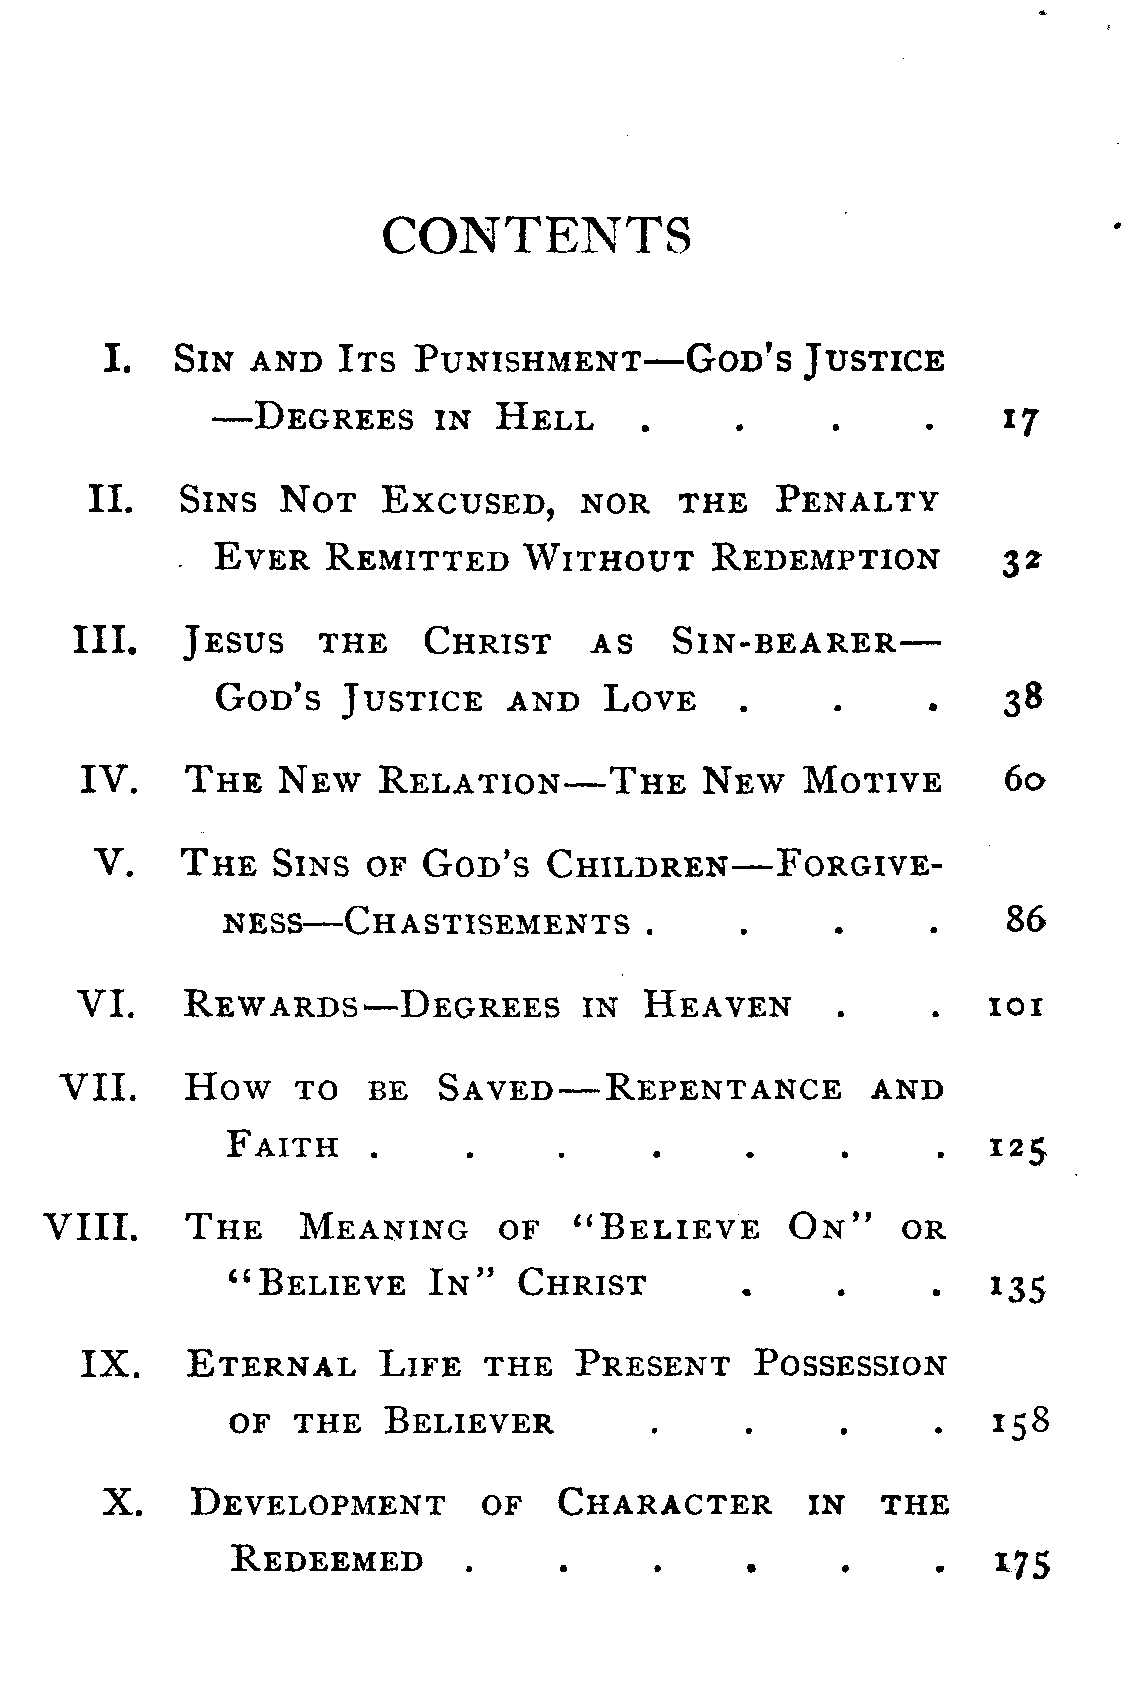 CONTENTS
I. Sin and Its Punishment—God's Justice
—Degrees in Hell . . . . 17
II. Sins Not Excused, nor the Penalty
Ever Remitted Without Redemption 32
III. Jesus the Christ as Sin-bearer—
God's Justice and Love . . . 38
IV. The New Relation—The New Motive 60
V. The Sins of God's Children—Forgive-
ness—Chastisements . . . . 86
VI. Rewards—Degrees in Heaven . . 101
VII. How to be Saved—Repentance and
Faith . . . . . . . 125
VIII. The Meaning of "Believe On" or
"Believe In" Christ . . . 135
IX. Eternal Life the Present Possession
of the Believer . . . . 158
X. Development of Character in the
Redeemed . . . . . . 175